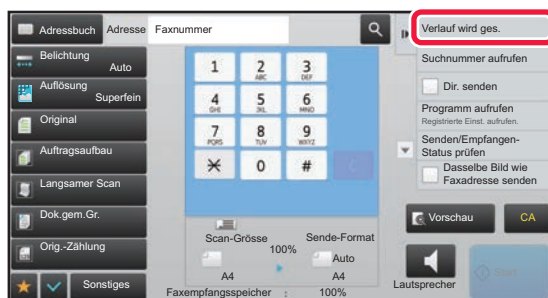 Adressbuch
Adresse
Faxnummer
Belichtung
Auto
Auflösung
Superfein
Original
Auftragsaufbau
Langsamer Scan
Dok.gem.Gr.
Orig.-Zählung
Sonstiges
1
2
ABC
3
DEF
4
GHI
5
JKL
6
MNO
7
PQRS
8
TUV
9
WXYZ
0
#
Scan-Grösse
100%
Sende-Format
Auto
A4
A4
Faxempfangsspeicher : 100%
Verlauf wird ges.
Suchnummer aufrufen
Dir. senden
Programm aufrufen
Registrierte Einst. aufrufen.
Senden/Empfangen-
Status prüfen
Dasselbe Bild wie
Faxadresse senden
Vorschau
CA
Lautsprecher
Start